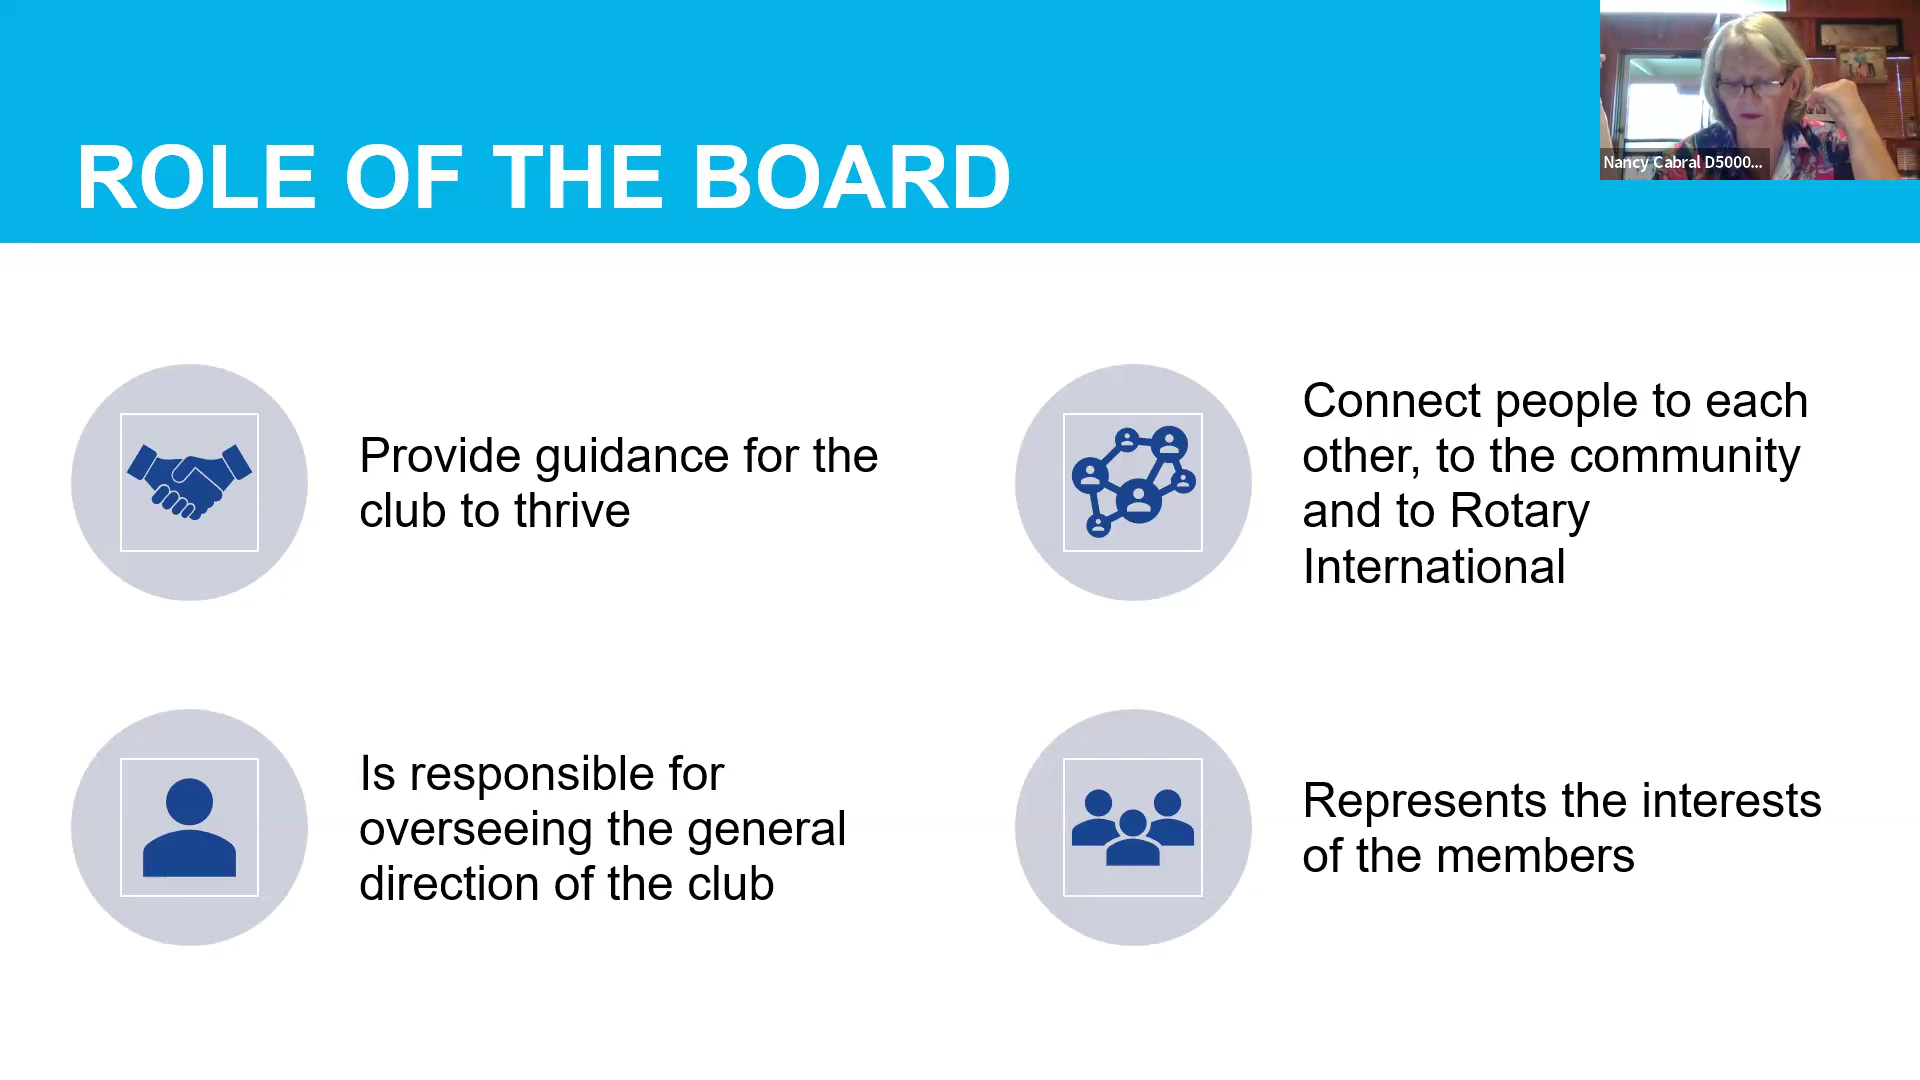 ROLE OF THE BOARD
Nancy Cabral D5000...
Provide guidance for the
club to thrive
Connect people to each
other, to the community
and to Rotary
International
Is responsible for
overseeing the general
direction of the club
Represents the interests
of the members